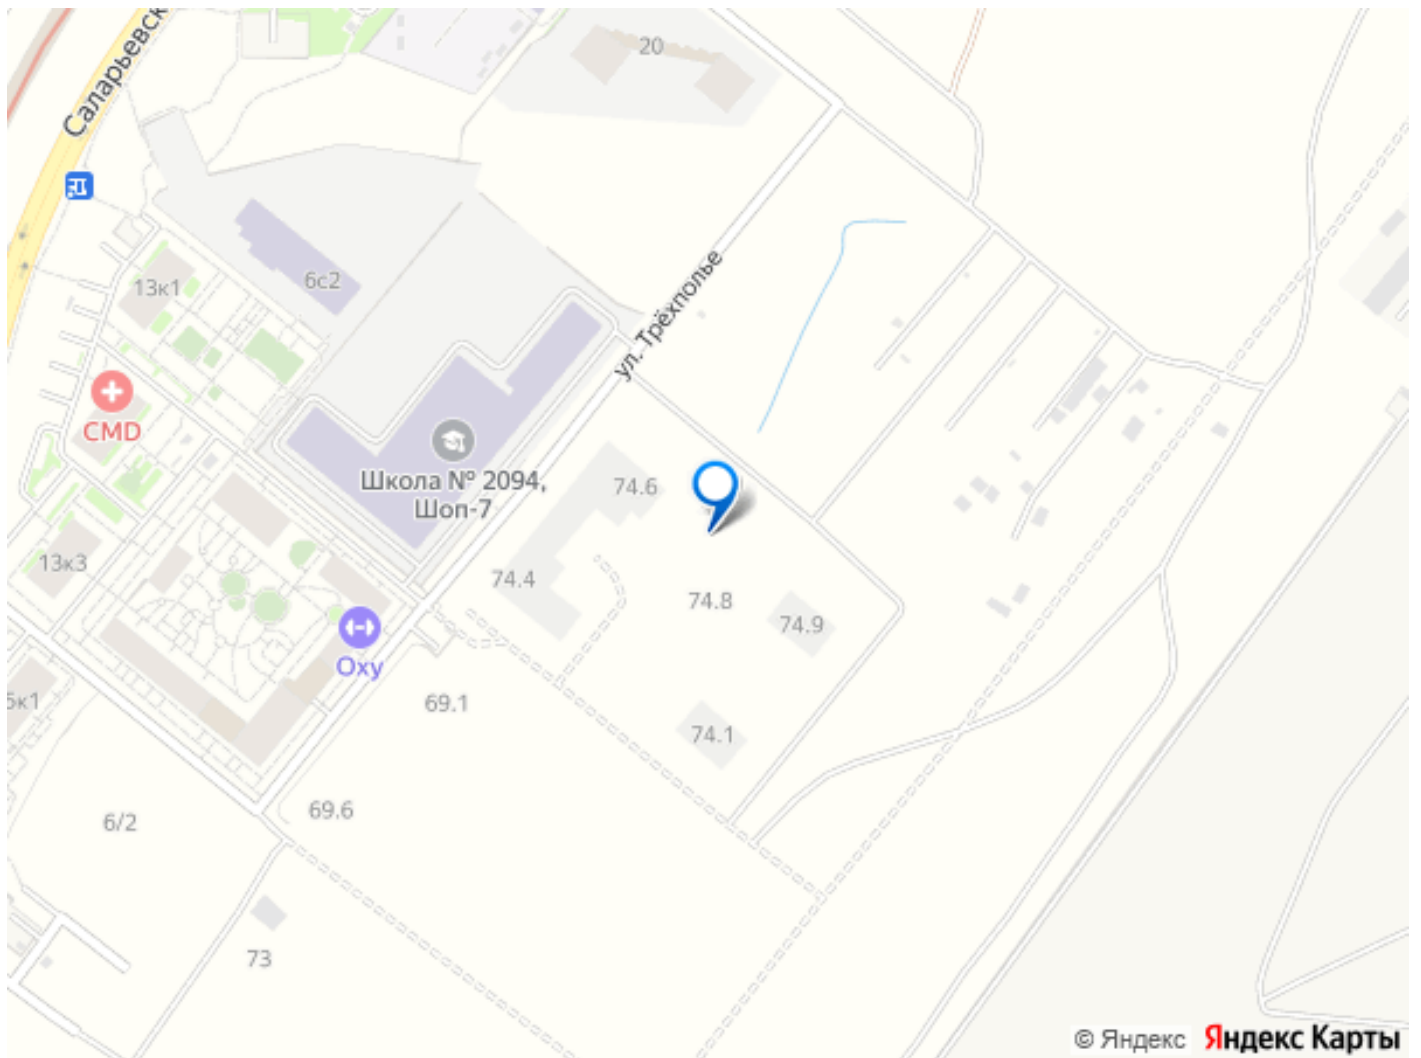 Саларьевск
20
13к1
6с2
ул. Трёхполье
CMD
Школа № 2094,
Шоп-7
74.6
13к3
74.4
74.8
74.9
Oxy
5к1
69.1
74.1
69.6
6/2
73
© Яндекс Яндекс Карты